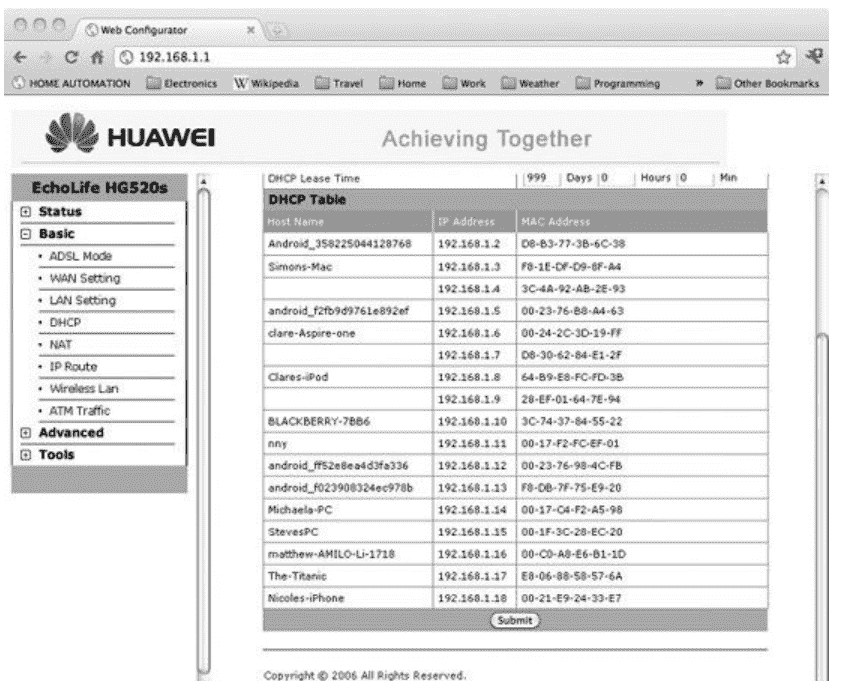 Web Configurator
192.168.1.1
HOME AUTOMATION Electronics Wikipedia Travel Home Work Weather Programming » Other Bookmarks
HUAWEI Achieving Together
EchoLife HG520s
Status
Basic
ADSL Mode
WAN Setting
LAN Setting
DHCP
NAT
IP Route
Wireless Lan
ATM Traffic
Advanced
Tools
DHCP Lease Time 999 Days 0 Hours 0 Min
DHCP Table
Host Name IP Address MAC Address
Android_358225044128768 192.168.1.2 D8-B3-77-3B-6C-38
Simons-Mac 192.168.1.3 F8-1E-DF-D9-8F-A4
192.168.1.4 3C-4A-92-AB-2E-93
android_f2fb9d9761e892ef 192.168.1.5 00-23-76-B8-A4-63
clare-Aspire-one 192.168.1.6 00-24-2C-3D-19-FF
192.168.1.7 D8-30-62-84-E1-2F
Clares-iPod 192.168.1.8 64-B9-E8-FC-FD-3B
192.168.1.9 28-EF-01-64-7E-94
BLACKBERRY-7BB6 192.168.1.10 3C-74-37-84-55-22
nny 192.168.1.11 00-17-F2-FC-EF-01
android_ff52e8ea4d3fa336 192.168.1.12 00-23-76-98-4C-FB
android_f023908324ec978b 192.168.1.13 F8-DB-7F-75-E9-20
Michaela-PC 192.168.1.14 00-17-C4-F2-A5-98
StevesPC 192.168.1.15 00-1F-3C-28-EC-20
matthew-AMILO-Li-1718 192.168.1.16 00-C0-A8-E6-B1-1D
The-Titanic 192.168.1.17 E8-06-88-58-57-6A
Nicoles-iPhone 192.168.1.18 00-21-E9-24-33-E7
Submit
Copyright © 2006 All Rights Reserved.